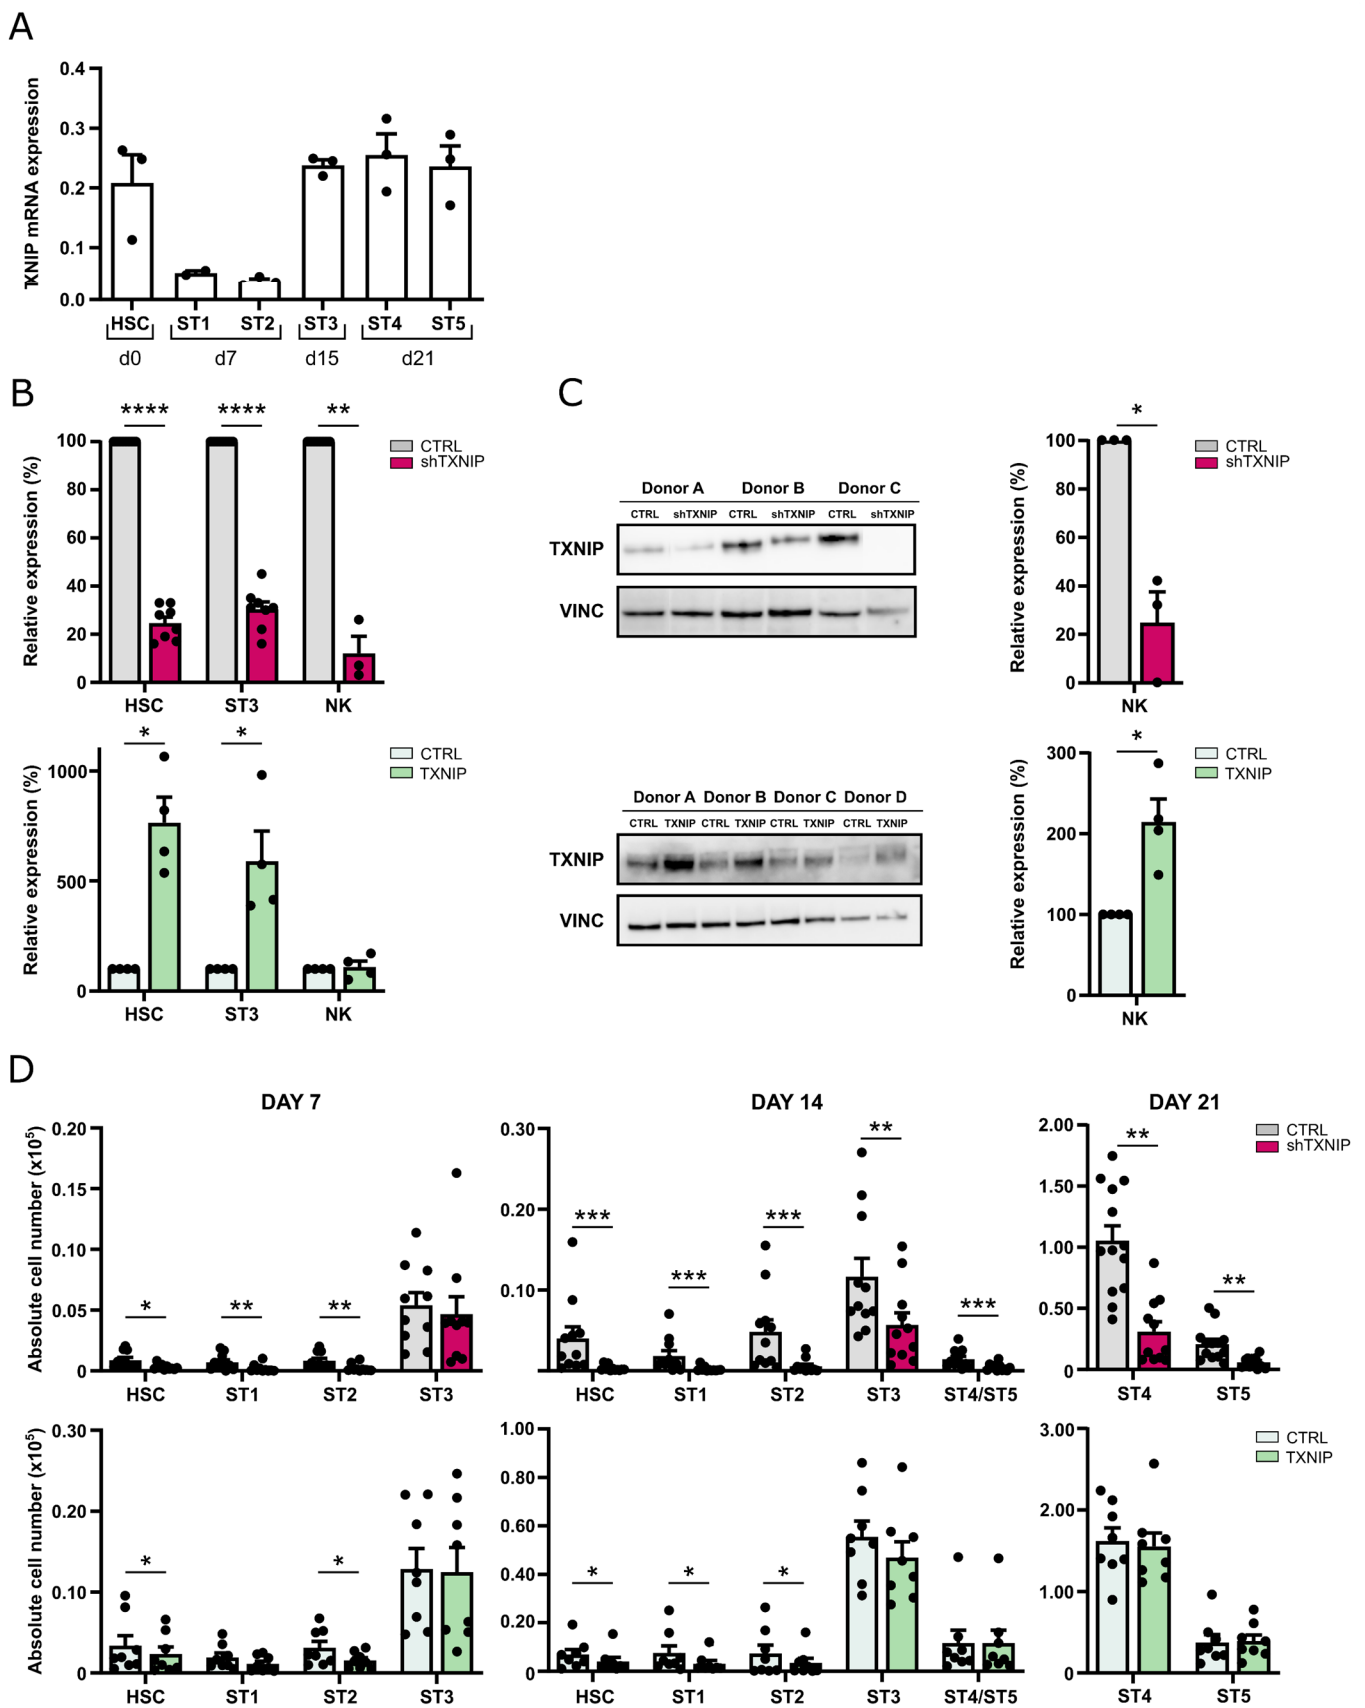 A
TXNIP mRNA expression
0.4
0.3
0.2
0.1
0.0
HSC ST1 ST2 ST3 ST4 ST5
d0 d7 d15 d21
B
Relative expression (%)
100
80
60
40
20
0
**** **** **
HSC ST3 NK
CTRL
shTXNIP
Relative expression (%)
1000
500
0
* *
HSC ST3 NK
CTRL
TXNIP
C
Donor A Donor B Donor C
CTRL shTXNIP CTRL shTXNIP CTRL shTXNIP
TXNIP
VINC
Relative expression (%)
100
80
60
40
20
0
*
NK
CTRL
shTXNIP
Donor A Donor B Donor C Donor D
CTRL TXNIP CTRL TXNIP CTRL TXNIP CTRL TXNIP
TXNIP
VINC
Relative expression (%)
300
200
100
0
*
NK
CTRL
TXNIP
D
DAY 7 DAY 14 DAY 21
Absolute cell number (x10⁵)
0.20
0.15
0.10
0.05
0
* ** **
HSC ST1 ST2 ST3
0.30
0.20
0.10
0
*** *** *** ** ***
HSC ST1 ST2 ST3 ST4/ST5
2.00
1.50
1.00
0.50
0
** **
ST4 ST5
CTRL
shTXNIP
Absolute cell number (x10⁵)
0.30
0.20
0.10
0
* *
HSC ST1 ST2 ST3
1.00
0.80
0.60
0.40
0.20
0
* * *
HSC ST1 ST2 ST3 ST4/ST5
3.00
2.00
1.00
0
ST4 ST5
CTRL
TXNIP